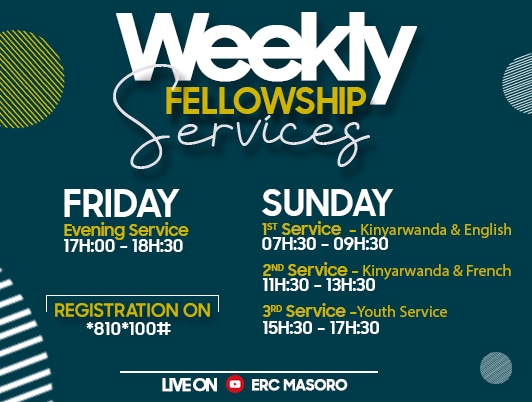 Weekly
FELLOWSHIP
Services
FRIDAY
Evening Service
17H:00 - 18H:30
REGISTRATION ON
*810*100#
SUNDAY
1ST Service - Kinyarwanda & English
07H:30 - 09H:30
2ND Service - Kinyarwanda & French
11H:30 - 13H:30
3RD Service -Youth Service
15H:30 - 17H:30
LIVE ON ERC MASORO